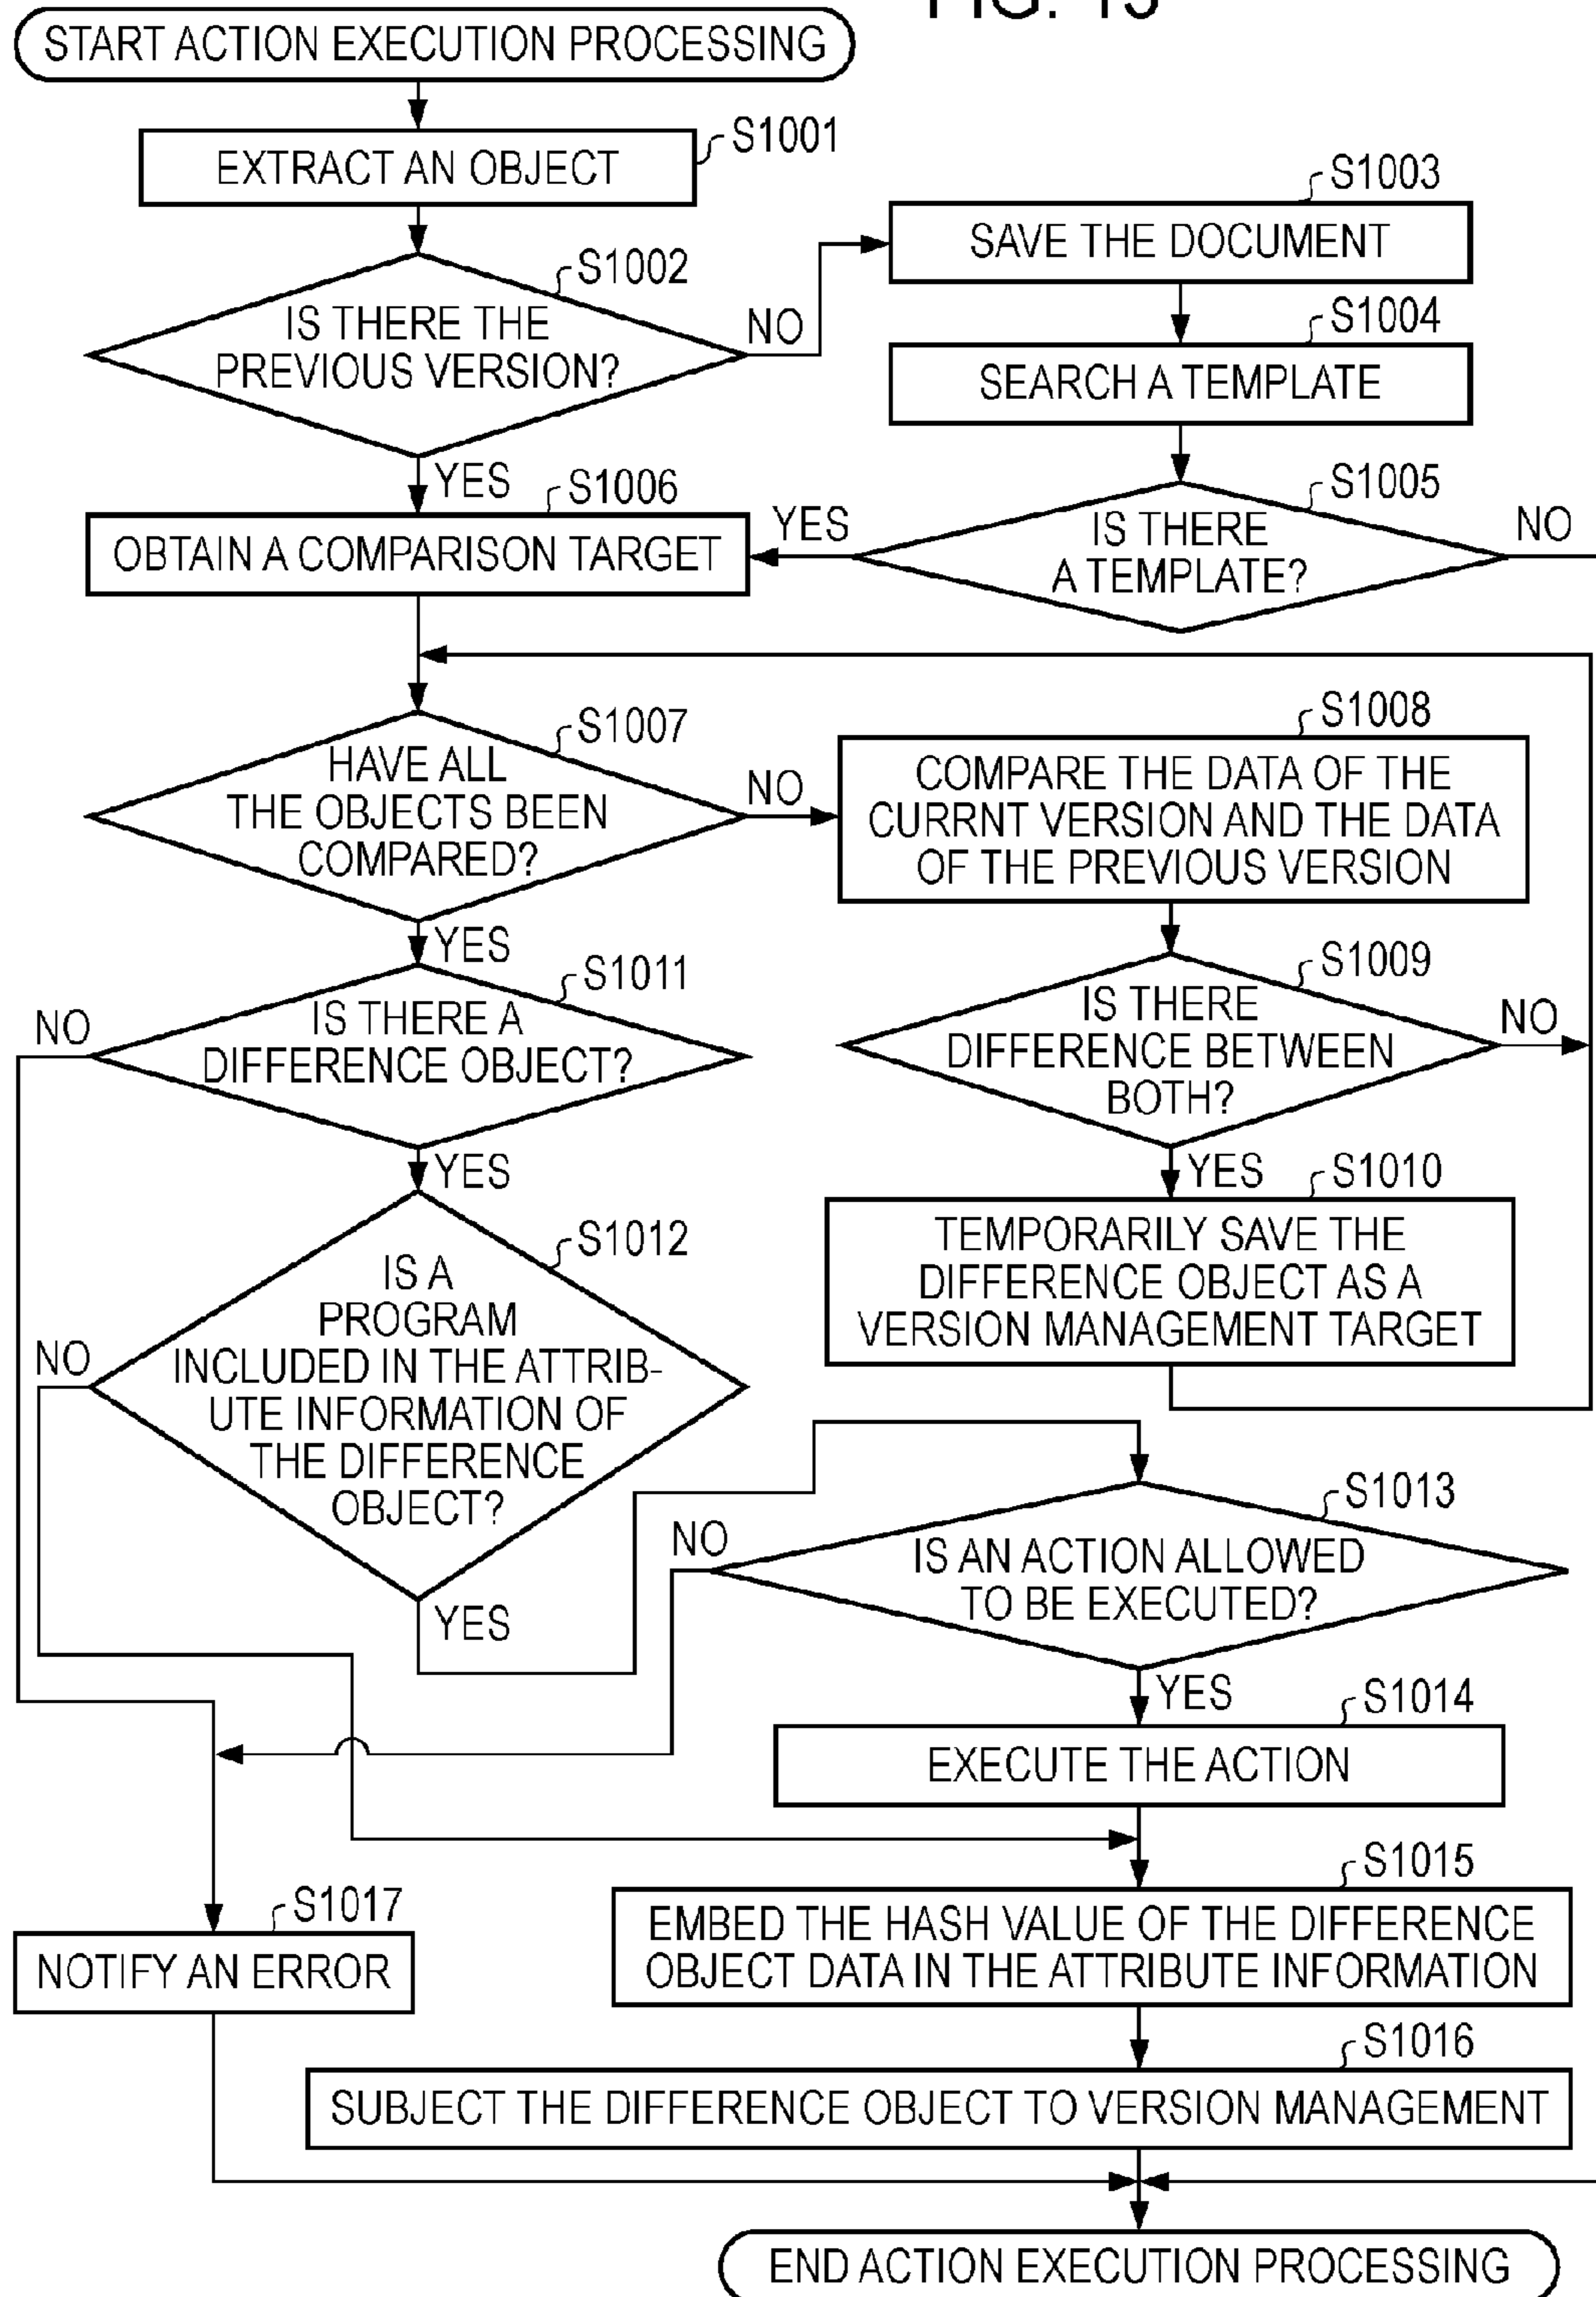 FIG. 13
START ACTION EXECUTION PROCESSING
S1001
EXTRACT AN OBJECT
S1003
SAVE THE DOCUMENT
S1002
IS THERE THE
PREVIOUS VERSION?
NO
S1004
SEARCH A TEMPLATE
YES
S1006
OBTAIN A COMPARISON TARGET
YES
S1005
IS THERE
A TEMPLATE?
NO
S1007
HAVE ALL
THE OBJECTS BEEN
COMPARED?
NO
S1008
COMPARE THE DATA OF THE
CURRNT VERSION AND THE DATA
OF THE PREVIOUS VERSION
YES
S1011
NO
IS THERE A
DIFFERENCE OBJECT?
S1009
IS THERE
DIFFERENCE BETWEEN
BOTH?
NO
YES
YES
S1010
TEMPORARILY SAVE THE
DIFFERENCE OBJECT AS A
VERSION MANAGEMENT TARGET
S1012
NO
IS A
PROGRAM
INCLUDED IN THE ATTRIB-
UTE INFORMATION OF
THE DIFFERENCE
OBJECT?
YES
S1013
NO
IS AN ACTION ALLOWED
TO BE EXECUTED?
YES
S1014
EXECUTE THE ACTION
S1015
EMBED THE HASH VALUE OF THE DIFFERENCE
OBJECT DATA IN THE ATTRIBUTE INFORMATION
S1017
NOTIFY AN ERROR
S1016
SUBJECT THE DIFFERENCE OBJECT TO VERSION MANAGEMENT
END ACTION EXECUTION PROCESSING